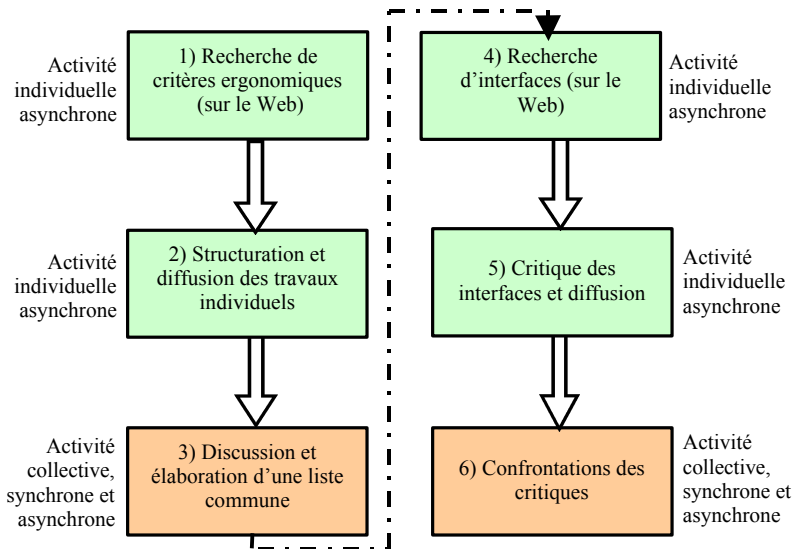 Activité
individuelle
asynchrone
1) Recherche de
critères ergonomiques
(sur le Web)
Activité
individuelle
asynchrone
2) Structuration et
diffusion des travaux
individuels
Activité
collective,
synchrone et
asynchrone
3) Discussion et
élaboration d’une liste
commune
4) Recherche
d’interfaces (sur le
Web)
Activité
individuelle
asynchrone
5) Critique des
interfaces et diffusion
Activité
individuelle
asynchrone
6) Confrontations des
critiques
Activité
collective,
synchrone et
asynchrone